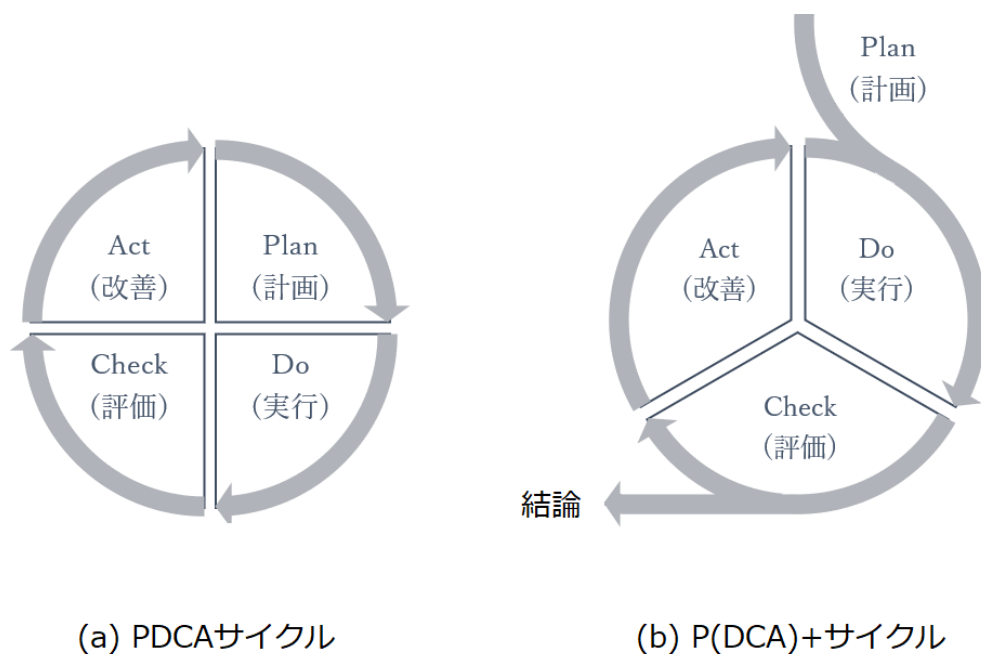 Act
(改善)
Plan
(計画)
Check
(評価)
Do
(実行)
(a) PDCAサイクル
Plan
(計画)
Act
(改善)
Do
(実行)
Check
(評価)
結論
(b) P(DCA)+サイクル